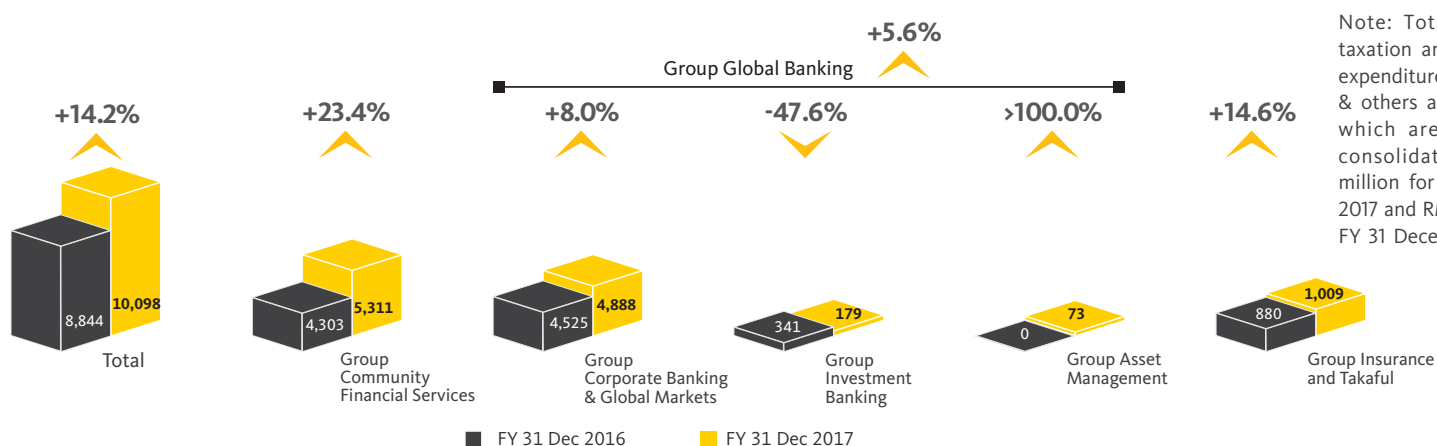 +5.6%
Group Global Banking
+14.2%
+23.4%
+8.0%
-47.6%
>100.0%
+14.6%
Note: Tot
taxation a
expenditure
& others a
which are
consolidat
million for
2017 and R
FY 31 Dece
8,844
10,098
4,303
5,311
4,525
4,888
341
179
0
73
880
1,009
Total
Group
Community
Financial Services
Group
Corporate Banking
& Global Markets
Group
Investment
Banking
Group Asset
Management
Group Insurance
and Takaful
FY 31 Dec 2016
FY 31 Dec 2017